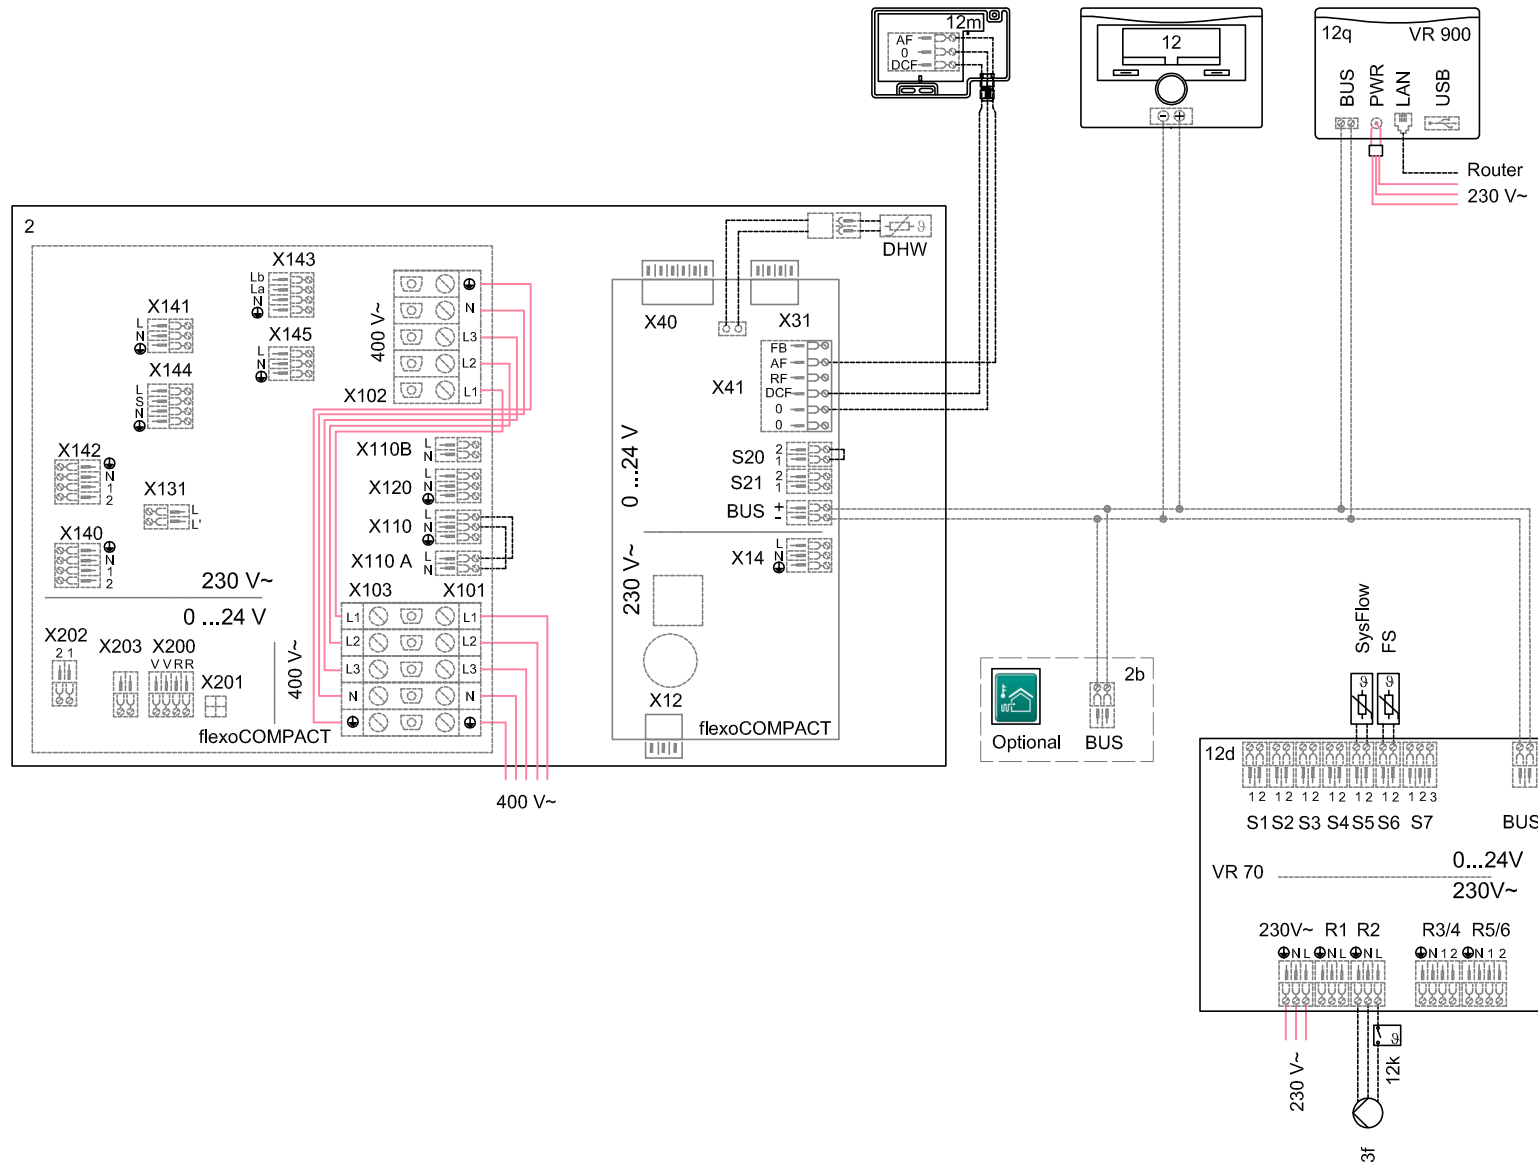 12m
AF
0
DCF
12
- +
12q VR 900
BUS
PWR
LAN
USB
Router
230 V~
2
X143
Lb
La
N
X141
L
N
X145
L
N
X144
L
S
N
X142
N
1
2
X131
L
L'
X140
N
1
2
230 V~
0 ...24 V
X202
2 1
X203
X200
V V R R
X201
400 V~
flexoCOMPACT
400 V~
N
L3
L2
L1
X102
X110B
L
N
X120
L
N
X110
L
N
X110 A
L
N
X103 X101
L1 L1
L2 L2
L3 L3
N N
400 V~
DHW
X40 X31
FB
AF
RF
DCF
0
0
X41
0 ...24 V
S20
2
1
S21
2
1
BUS
+
-
230 V~
X14
L
N
X12
flexoCOMPACT
2b
Optional
BUS
SysFlow
FS
12d
1 2 1 2 1 2 1 2 1 2 1 2 1 2 3
S1 S2 S3 S4 S5 S6 S7 BUS
0...24V
VR 70
230V~
230V~ R1 R2 R3/4 R5/6
N L N L N L N 1 2 N 1 2
230 V~
12k
3f